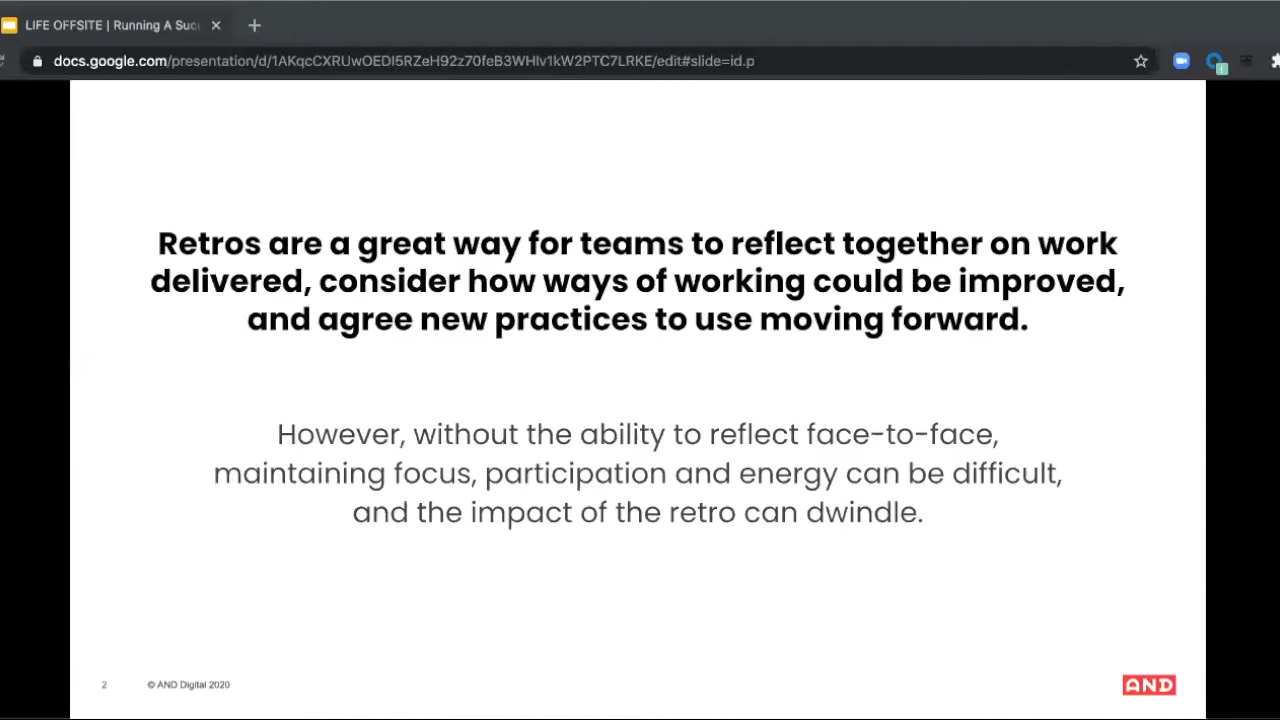 LIFE OFFSITE | Running A Suc
docs.google.com/presentation/d/1AKqcCXRUwOEDI5RZeH92z70feB3WHlv1kW2PTC7LRKE/edit#slide=id.p
Retros are a great way for teams to reflect together on work
delivered, consider how ways of working could be improved,
and agree new practices to use moving forward.
However, without the ability to reflect face-to-face,
maintaining focus, participation and energy can be difficult,
and the impact of the retro can dwindle.
2 © AND Digital 2020
AND